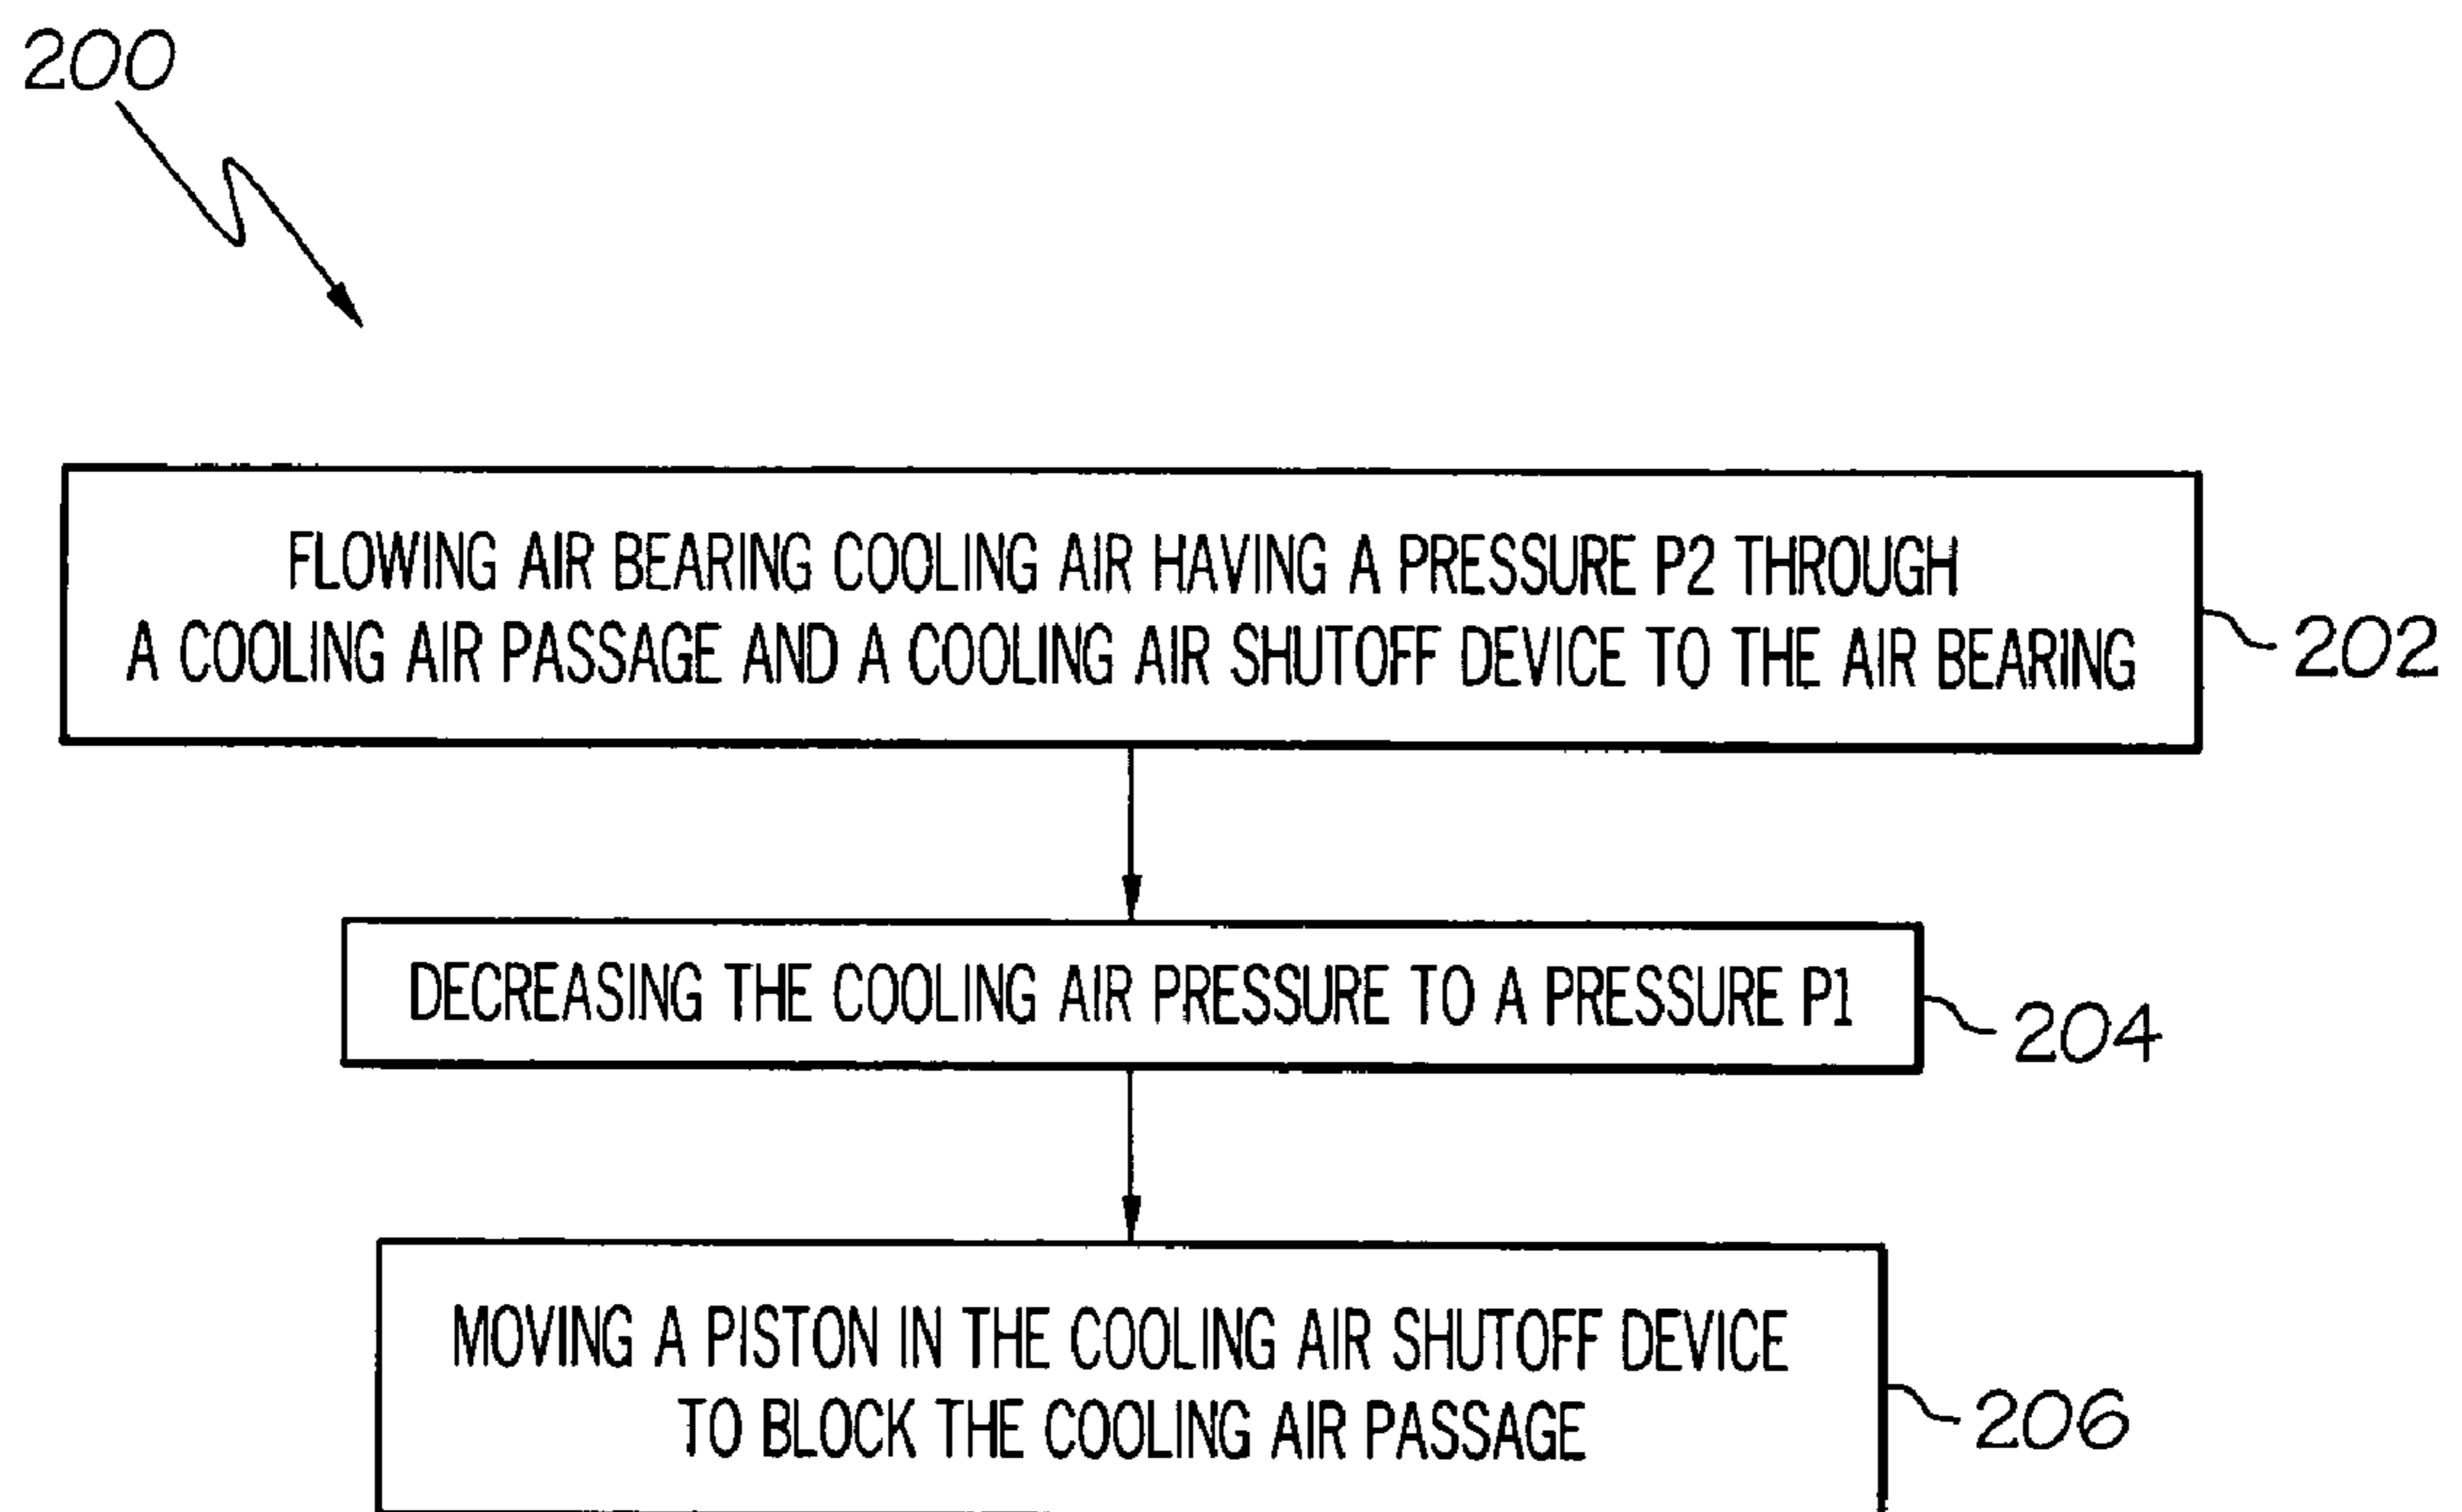 200
FLOWING AIR BEARING COOLING AIR HAVING A PRESSURE P2 THROUGH
A COOLING AIR PASSAGE AND A COOLING AIR SHUTOFF DEVICE TO THE AIR BEARING
202
DECREASING THE COOLING AIR PRESSURE TO A PRESSURE P1
204
MOVING A PISTON IN THE COOLING AIR SHUTOFF DEVICE
TO BLOCK THE COOLING AIR PASSAGE
206